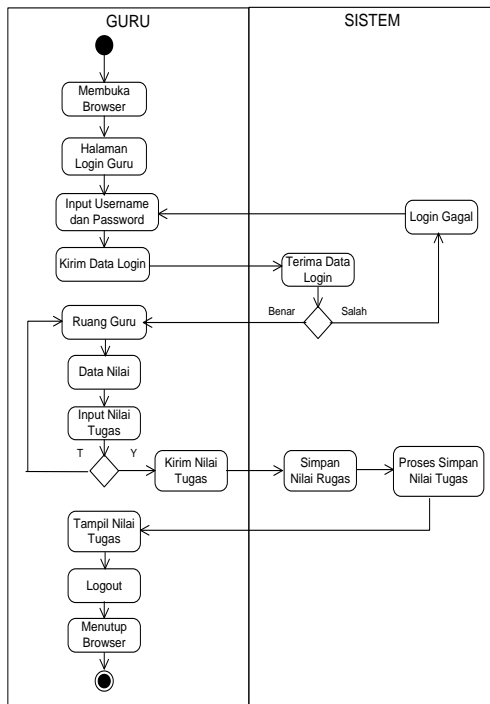 GURU
SISTEM
Membuka
Browser
Halaman
Login Guru
Input Username
dan Password
Login Gagal
Kirim Data Login
Terima Data
Login
Benar
Salah
Ruang Guru
Data Nilai
Input Nilai
Tugas
T
Y
Kirim Nilai
Tugas
Simpan
Nilai Rugas
Proses Simpan
Nilai Tugas
Tampil Nilai
Tugas
Logout
Menutup
Browser